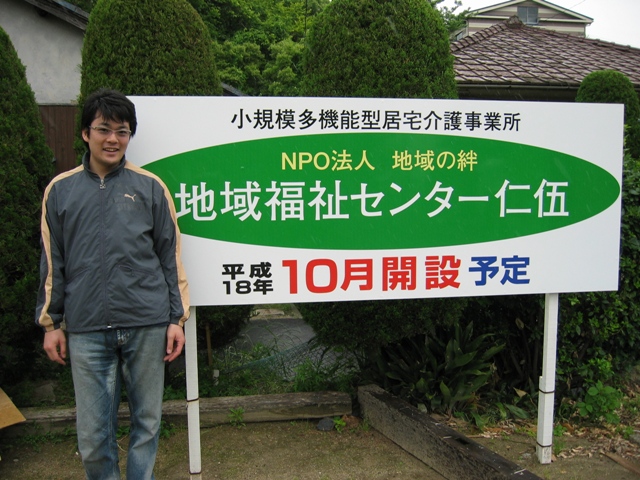 小規模多機能型居宅介護事業所
NPO法人 地域の絆
地域福祉センター仁伍
平成18年 10月開設予定